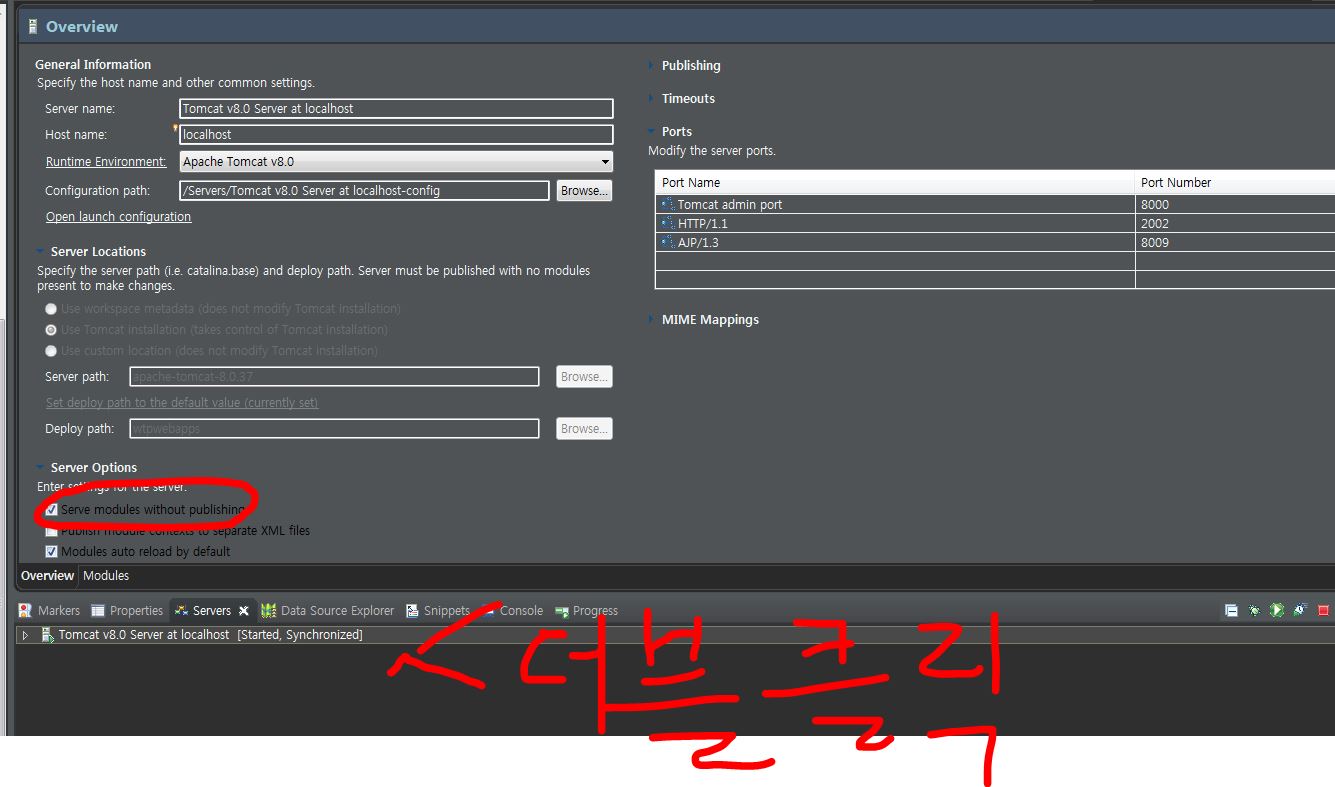 Overview
General Information
Specify the host name and other common settings.
Server name: Tomcat v8.0 Server at localhost
Host name: localhost
Runtime Environment: Apache Tomcat v8.0
Configuration path: /Servers/Tomcat v8.0 Server at localhost-config Browse...
Open launch configuration
Server Locations
Specify the server path (i.e. catalina.base) and deploy path. Server must be published with no modules
present to make changes.
Use workspace metadata (does not modify Tomcat installation)
Use Tomcat installation (takes control of Tomcat installation)
Use custom location (does not modify Tomcat installation)
Server path: apache-tomcat-8.0.37 Browse...
Set deploy path to the default value (currently set)
Deploy path: wtpwebapps Browse...
Server Options
Enter settings for the server.
Serve modules without publishing
Publish module contexts to separate XML files
Modules auto reload by default
Publishing
Timeouts
Ports
Modify the server ports.
Port Name Port Number
Tomcat admin port 8000
HTTP/1.1 2002
AJP/1.3 8009
MIME Mappings
Overview Modules
Markers Properties Servers Data Source Explorer Snippets Console Progress
Tomcat v8.0 Server at localhost [Started, Synchronized]
더블클릭